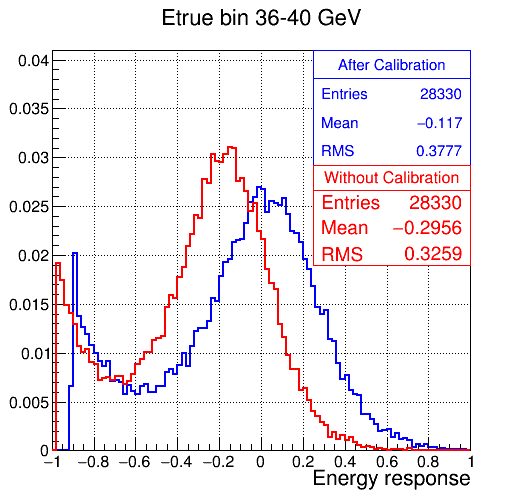 Etrue bin 36-40 GeV
After Calibration
Entries 28330
Mean −0.117
RMS 0.3777
Without Calibration
Entries 28330
Mean −0.2956
RMS 0.3259
0.04
0.035
0.03
0.025
0.02
0.015
0.01
0.005
0
−1 −0.8 −0.6 −0.4 −0.2 0 0.2 0.4 0.6 0.8 1
Energy response